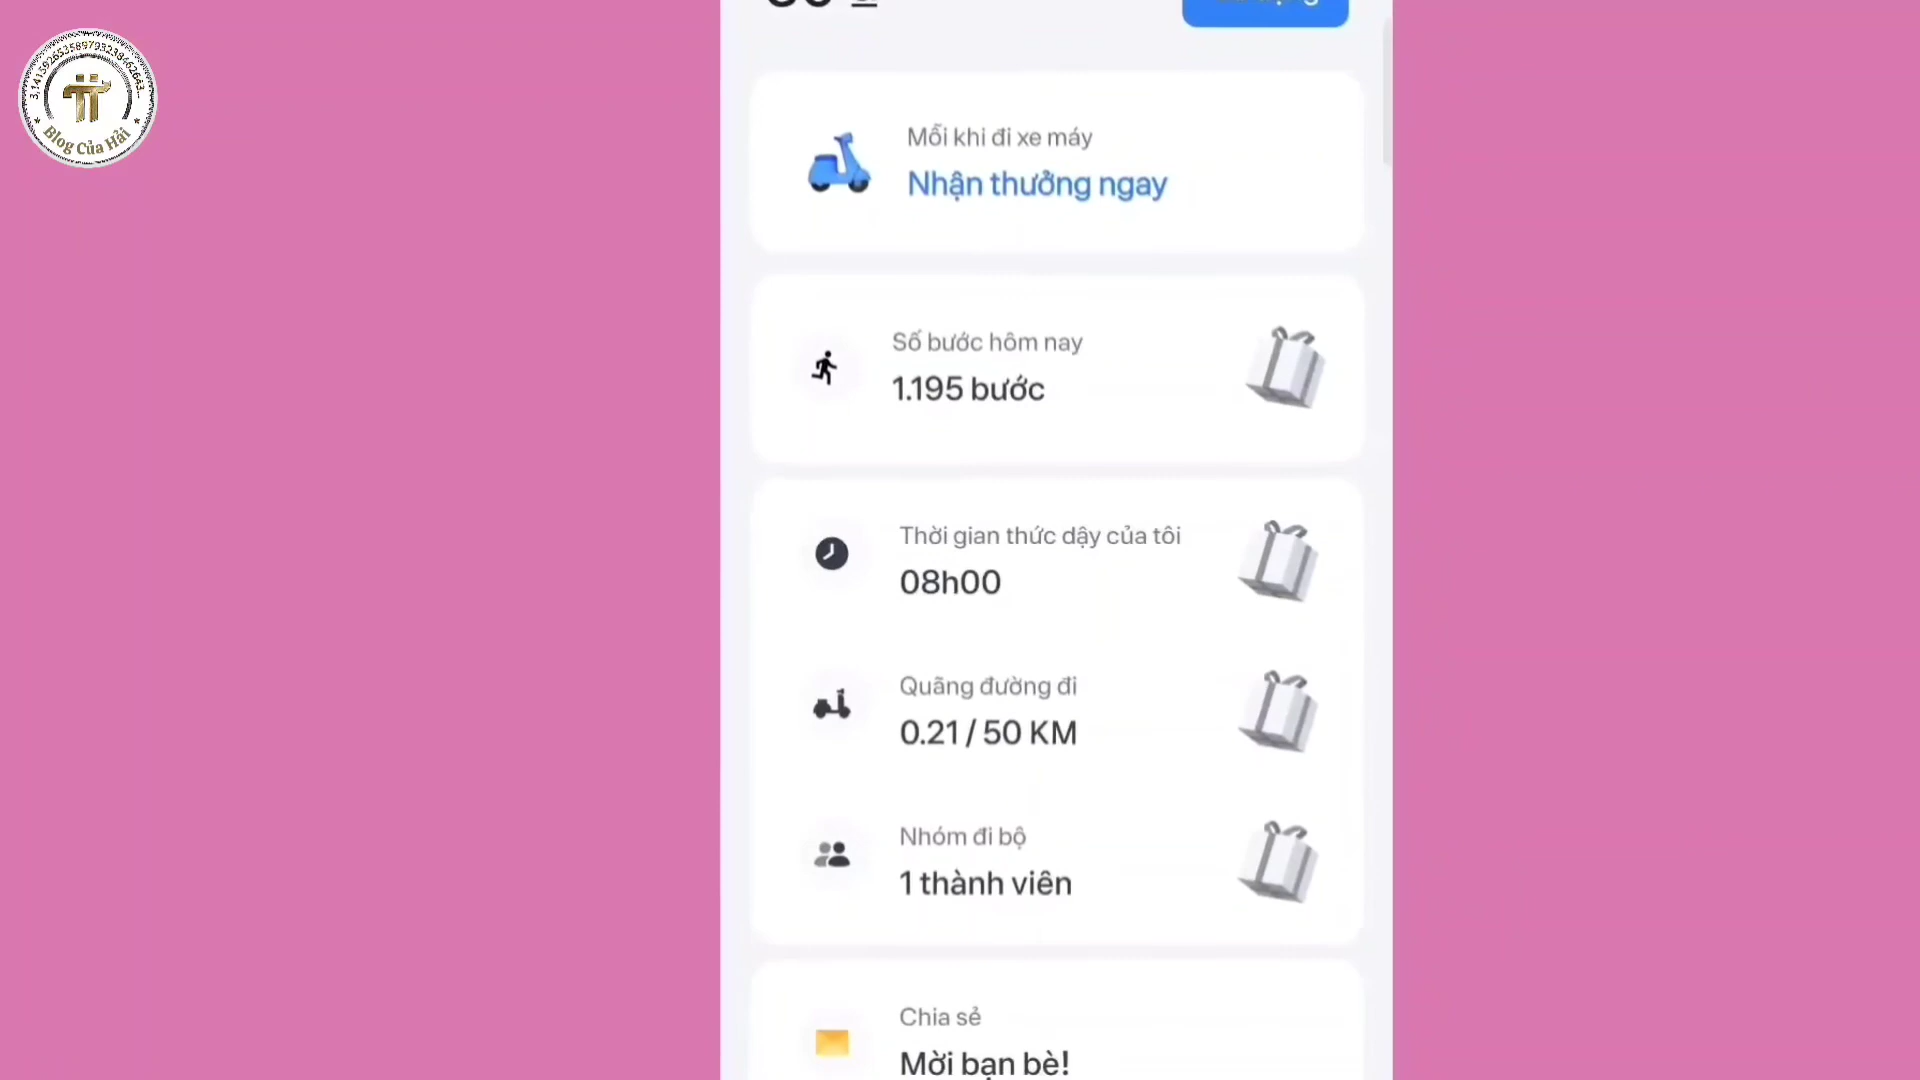 3,14159265358979323846264３...
Blog Của Hải
Mỗi khi đi xe máy
Nhận thưởng ngay
Số bước hôm nay
1.195 bước
Thời gian thức dậy của tôi
08h00
Quãng đường đi
0.21 / 50 KM
Nhóm đi bộ
1 thành viên
Chia sẻ
Mời bạn bè!